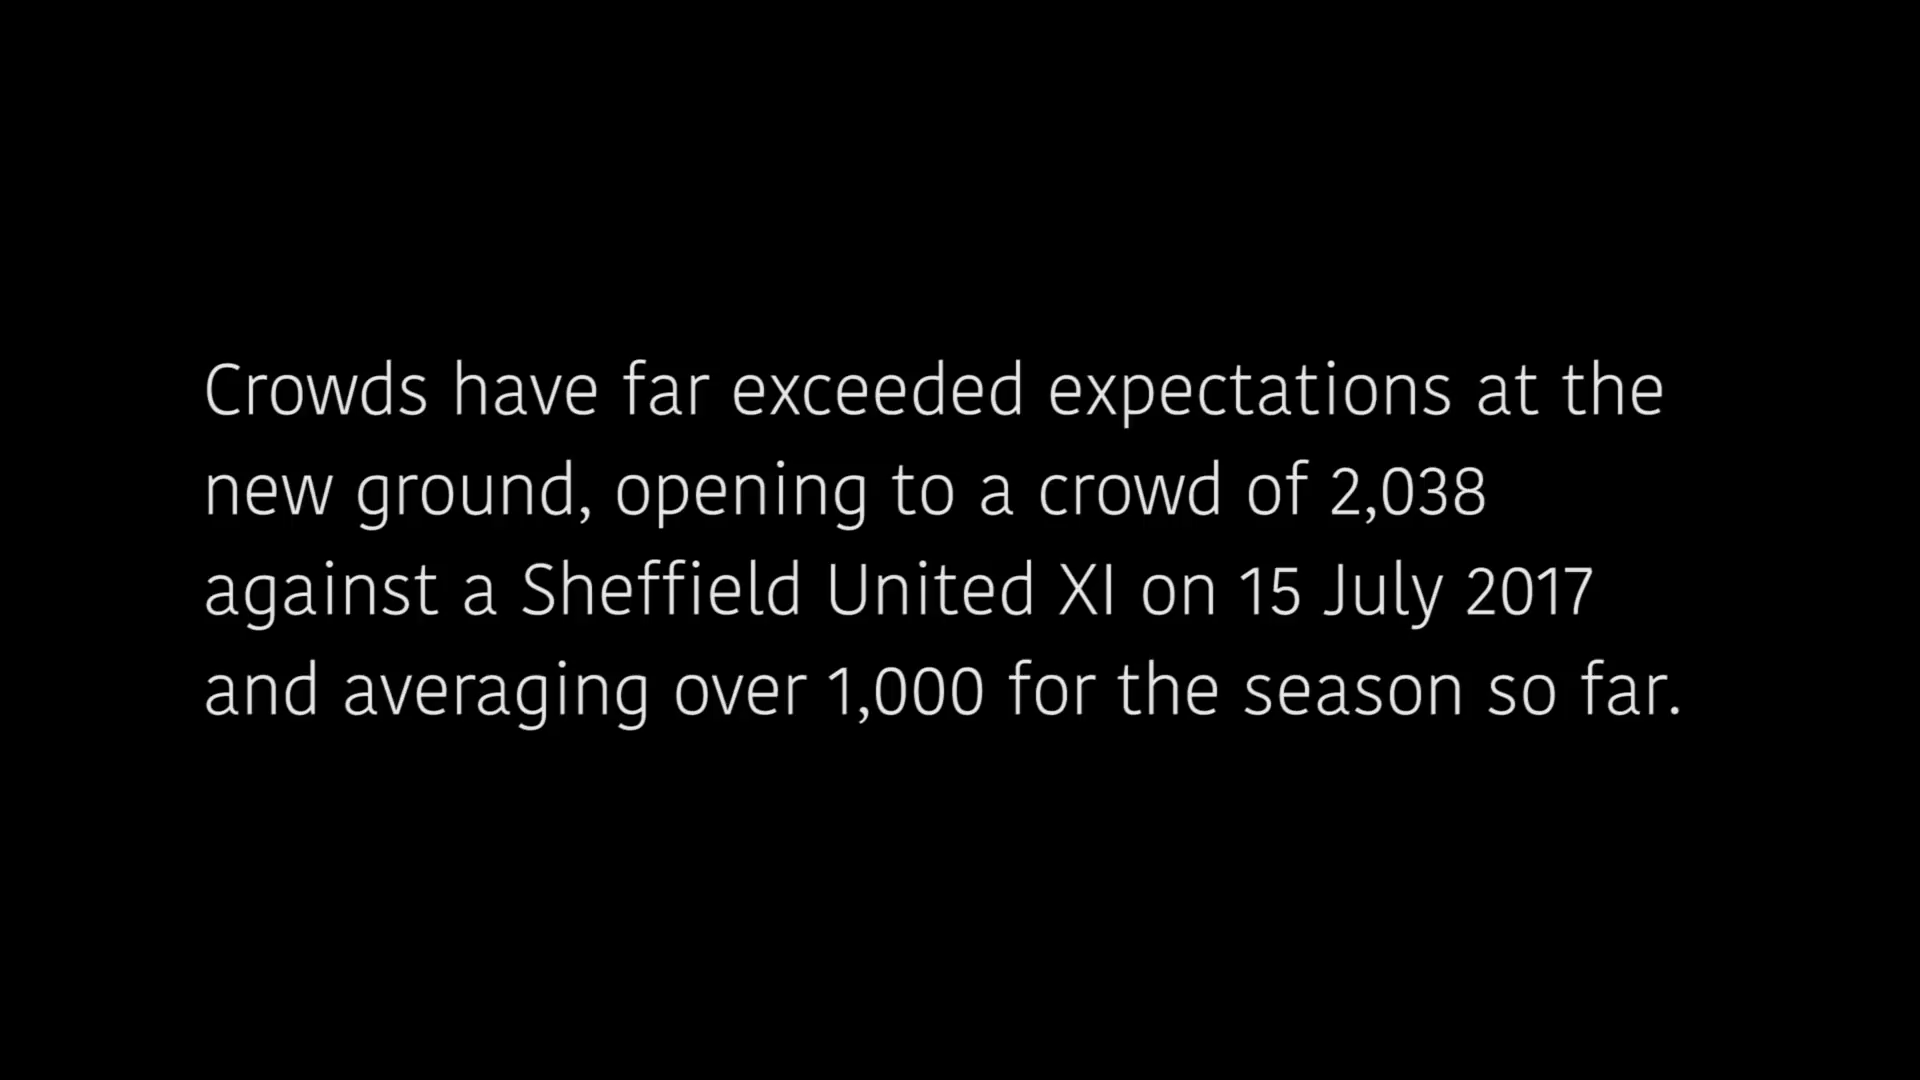 Crowds have far exceeded expectations at the
new ground, opening to a crowd of 2,038
against a Sheffield United XI on 15 July 2017
and averaging over 1,000 for the season so far.